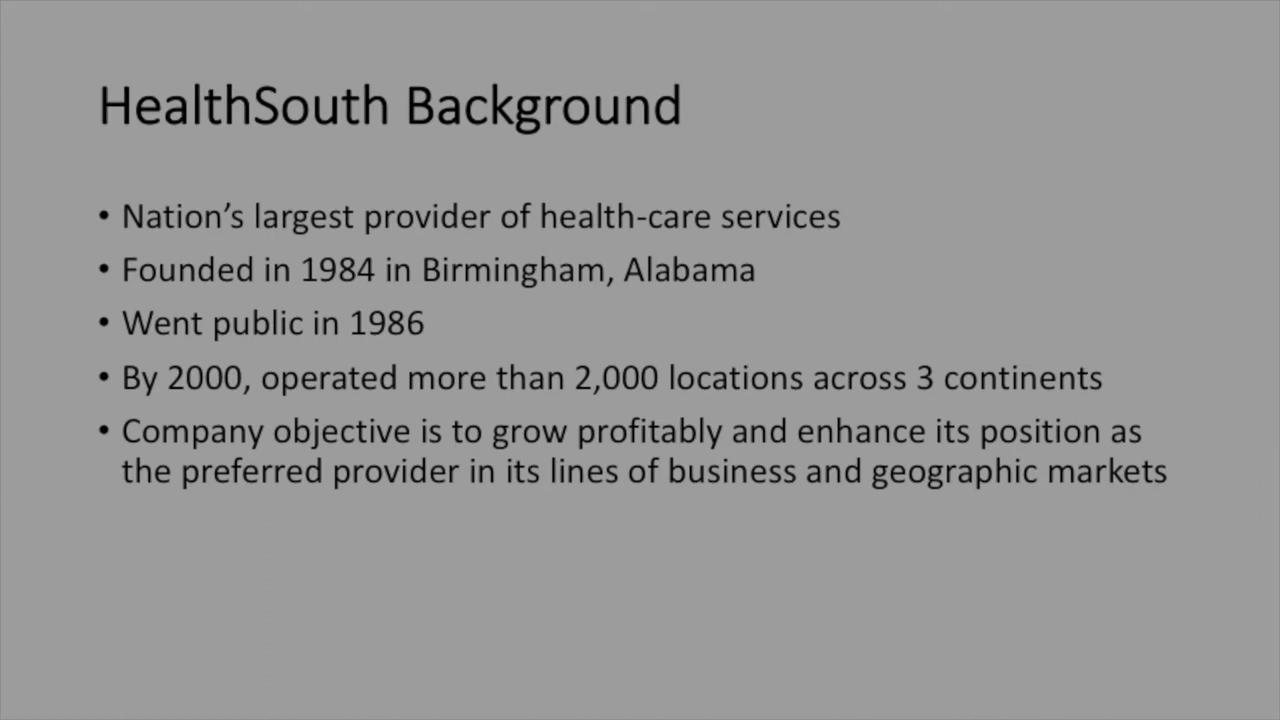 HealthSouth Background
• Nation’s largest provider of health-care services
• Founded in 1984 in Birmingham, Alabama
• Went public in 1986
• By 2000, operated more than 2,000 locations across 3 continents
• Company objective is to grow profitably and enhance its position as
the preferred provider in its lines of business and geographic markets